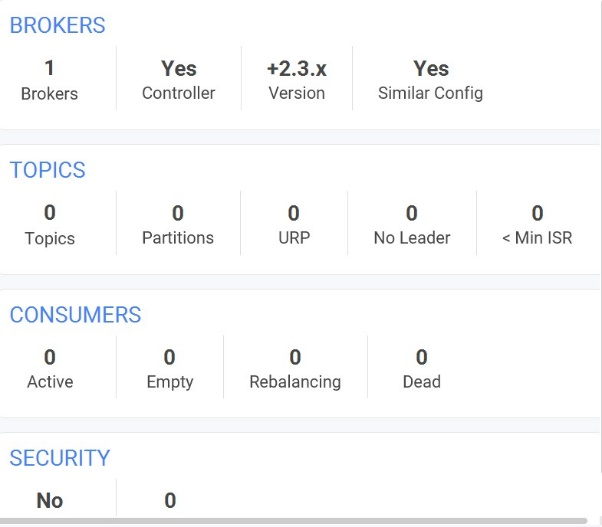 BROKERS
1 Yes +2.3.x Yes
Brokers Controller Version Similar Config
TOPICS
0 0 0 0 0
Topics Partitions URP No Leader < Min ISR
CONSUMERS
0 0 0 0
Active Empty Rebalancing Dead
SECURITY
No 0